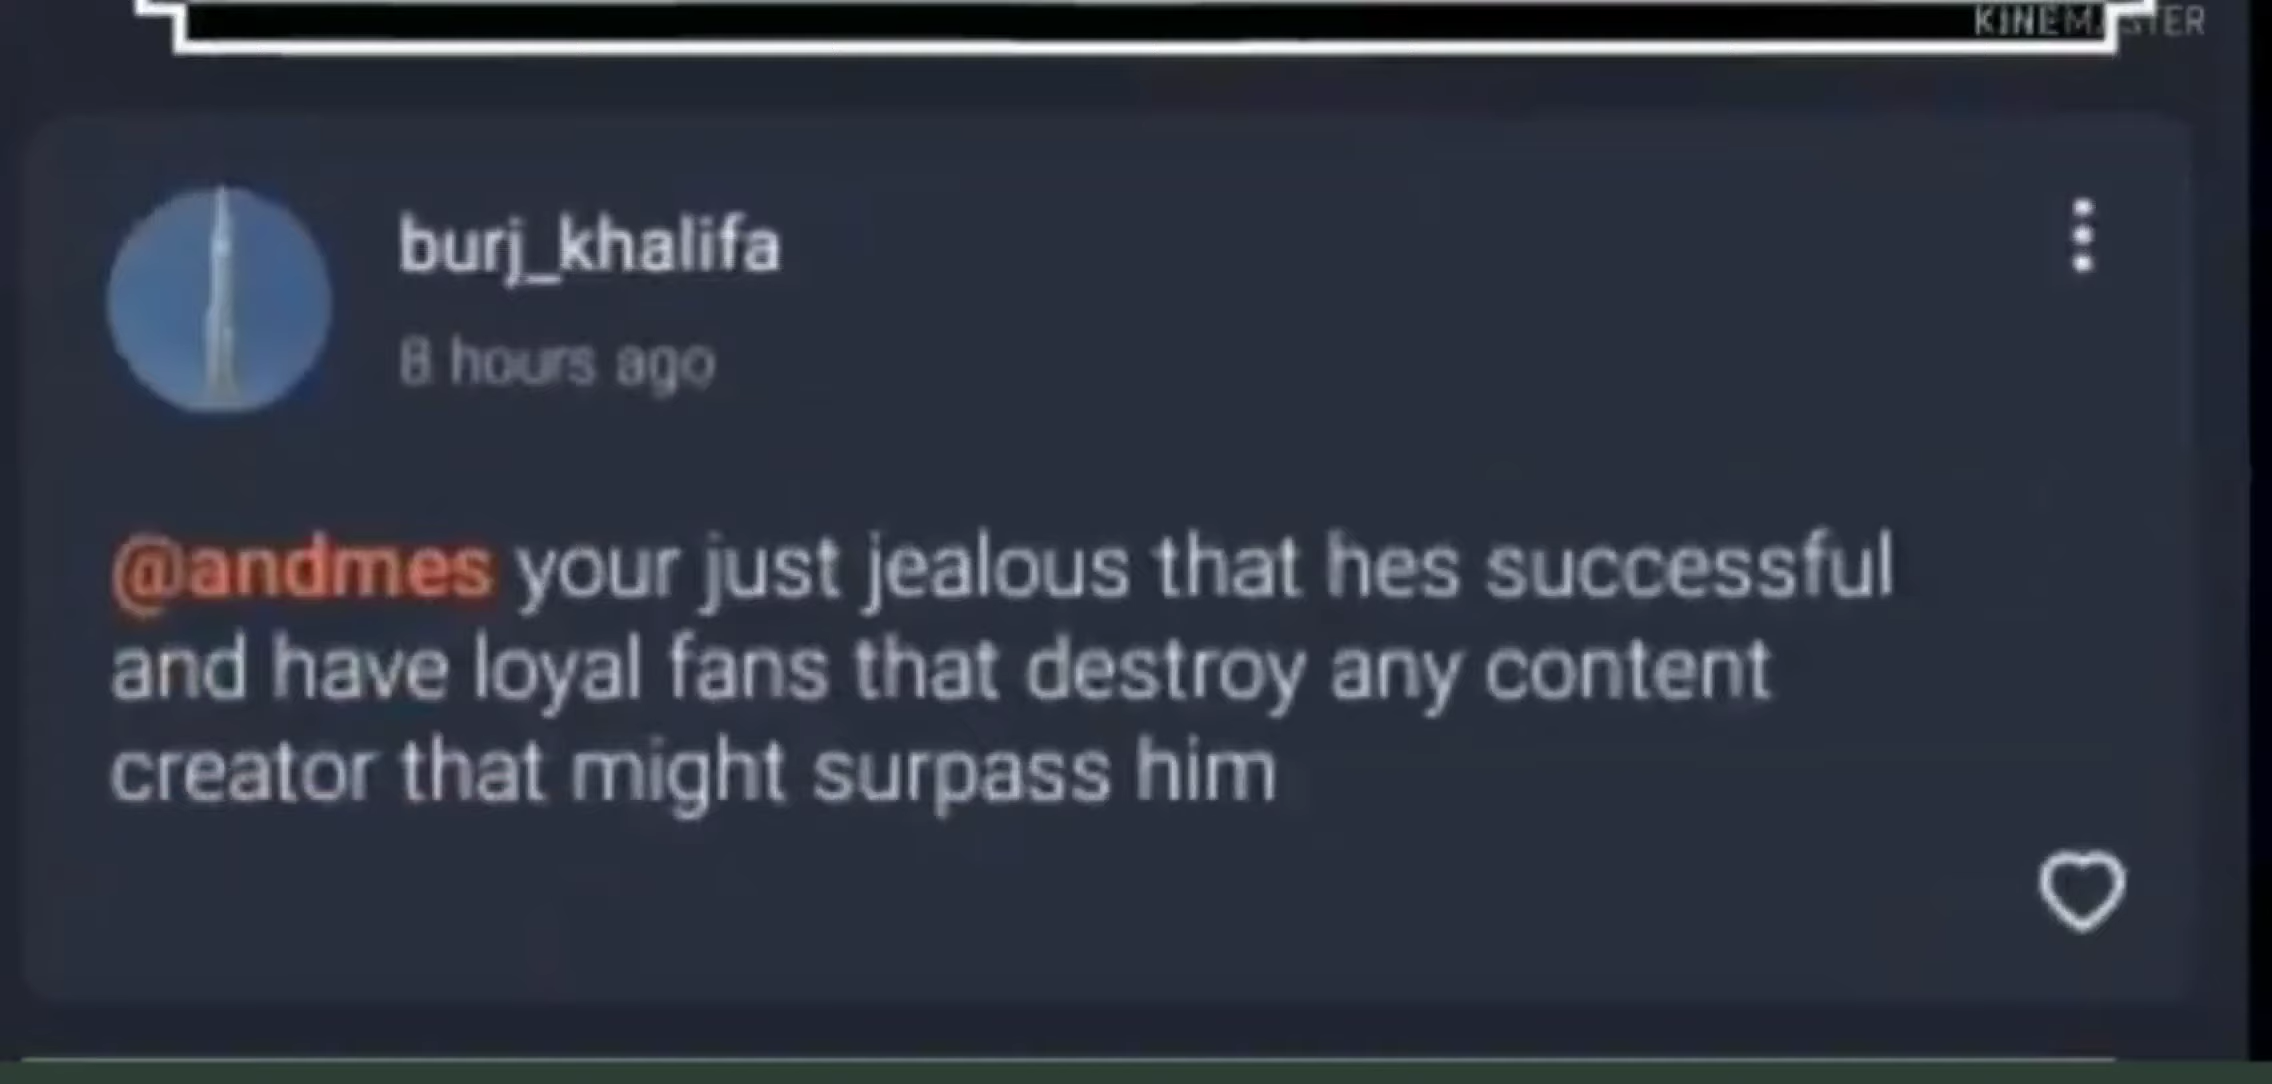 KINEMASTER
burj_khalifa
8 hours ago
@andmes your just jealous that hes successful
and have loyal fans that destroy any content
creator that might surpass him